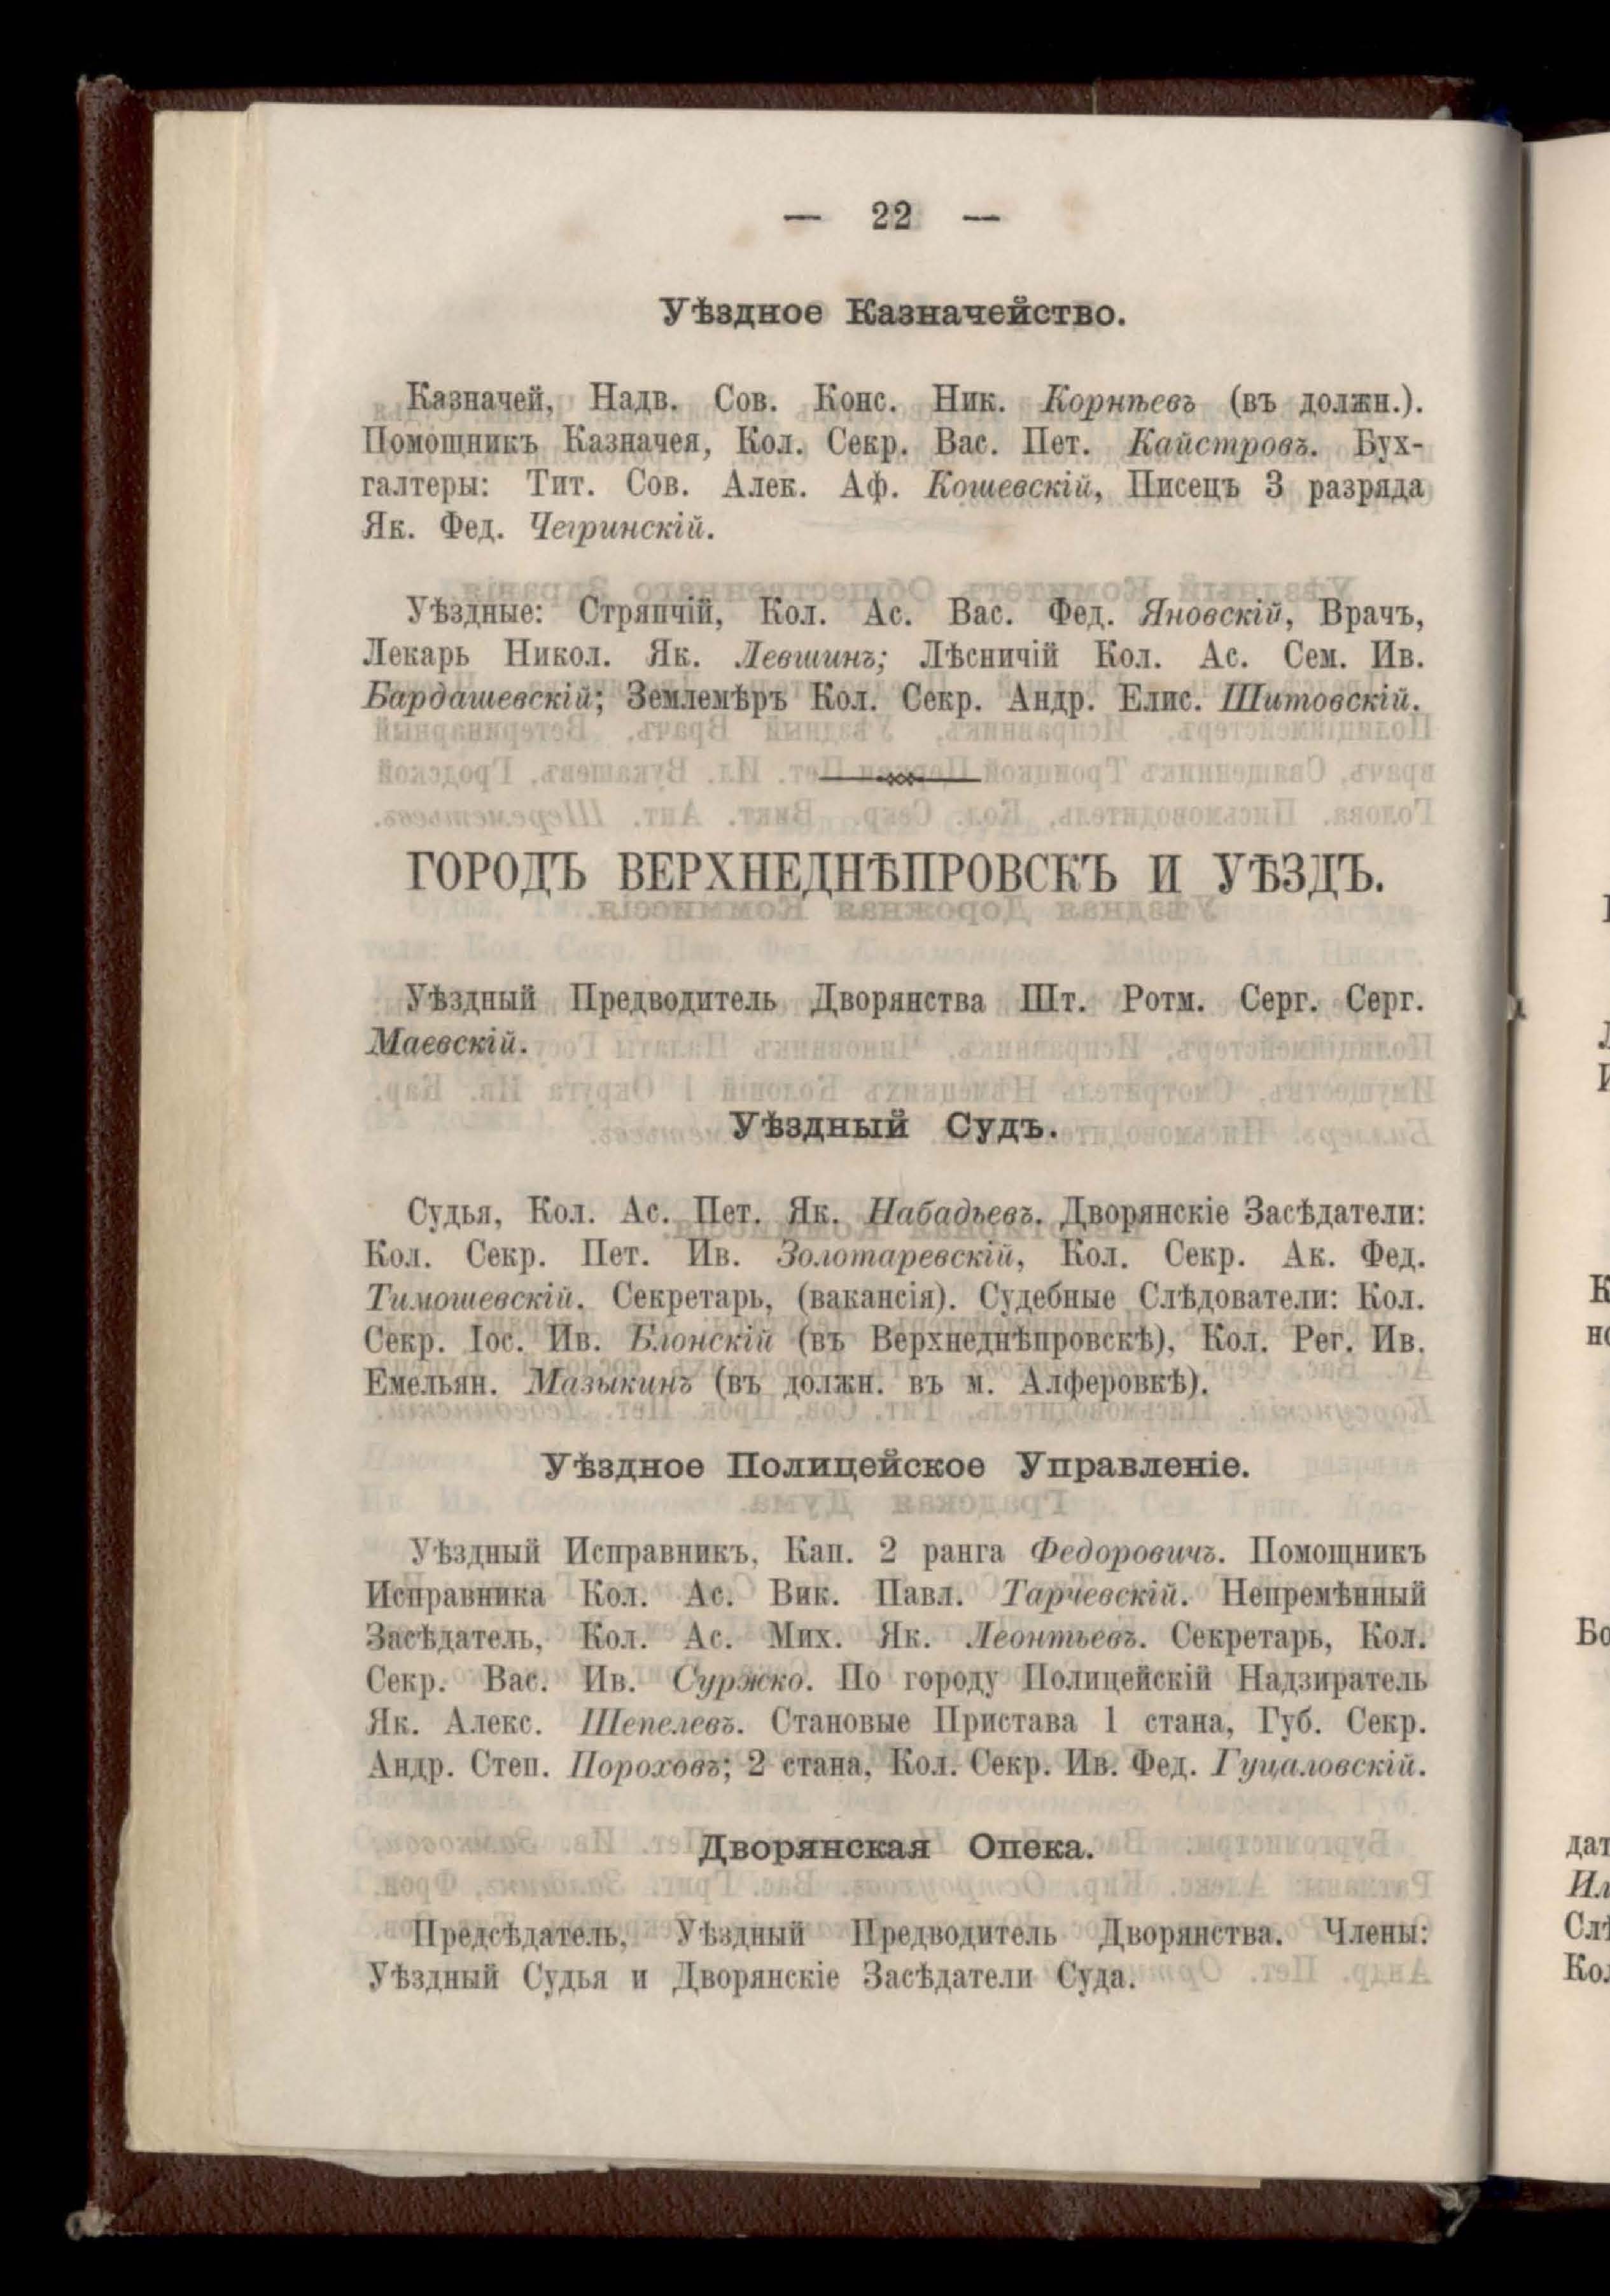 — 22 —
Уѣздное Казначейство.
Казначей, Надв. Сов. Конс. Ник. Корнѣевъ (въ должн.).
Помощникъ Казначея, Кол. Секр. Вас. Пет. Кайстровъ. Бух-
галтеры: Тит. Сов. Алек. Аф. Кошевскій, Писецъ 3 разряда
Як. Фед. Чегринскій.
Уѣздные: Стряпчій, Кол. Ас. Вас. Фед. Яновскій, Врачъ,
Лекарь Никол. Як. Левшинъ; Лѣсничій Кол. Ас. Сем. Ив.
Бардашевскій; Землемѣръ Кол. Секр. Андр. Елис. Шитовскій.
ГОРОДЪ ВЕРХНЕДНѢПРОВСКЪ И УѢЗДЪ.
Уѣздный Предводитель Дворянства Шт. Ротм. Серг. Серг.
Маевскій.
Уѣздный Судъ.
Судья, Кол. Ас. Пет. Як. Набадьевъ. Дворянскіе Засѣдатели:
Кол. Секр. Пет. Ив. Золотаревскій, Кол. Секр. Ак. Фед.
Тимошевскій. Секретарь, (вакансія). Судебные Слѣдователи: Кол.
Секр. Іос. Ив. Блонскій (въ Верхнеднѣпровскѣ), Кол. Рег. Ив.
Емельян. Мазыкинъ (въ должн. въ м. Алферовкѣ).
Уѣздное Полицейское Управленіе.
Уѣздный Исправникъ, Кап. 2 ранга Федоровичъ. Помощникъ
Исправника Кол. Ас. Вик. Павл. Тарчевскій. Непремѣнный
Засѣдатель, Кол. Ас. Мих. Як. Леонтьевъ. Секретарь, Кол.
Секр. Вас. Ив. Суржко. По городу Полицейскій Надзиратель
Як. Алекс. Шепелевъ. Становые Пристава 1 стана, Губ. Секр.
Андр. Степ. Пороховъ; 2 стана, Кол. Секр. Ив. Фед. Гуцаловскій.
Дворянская Опека.
Предсѣдатель, Уѣздный Предводитель Дворянства. Члены:
Уѣздный Судья и Дворянскіе Засѣдатели Суда.